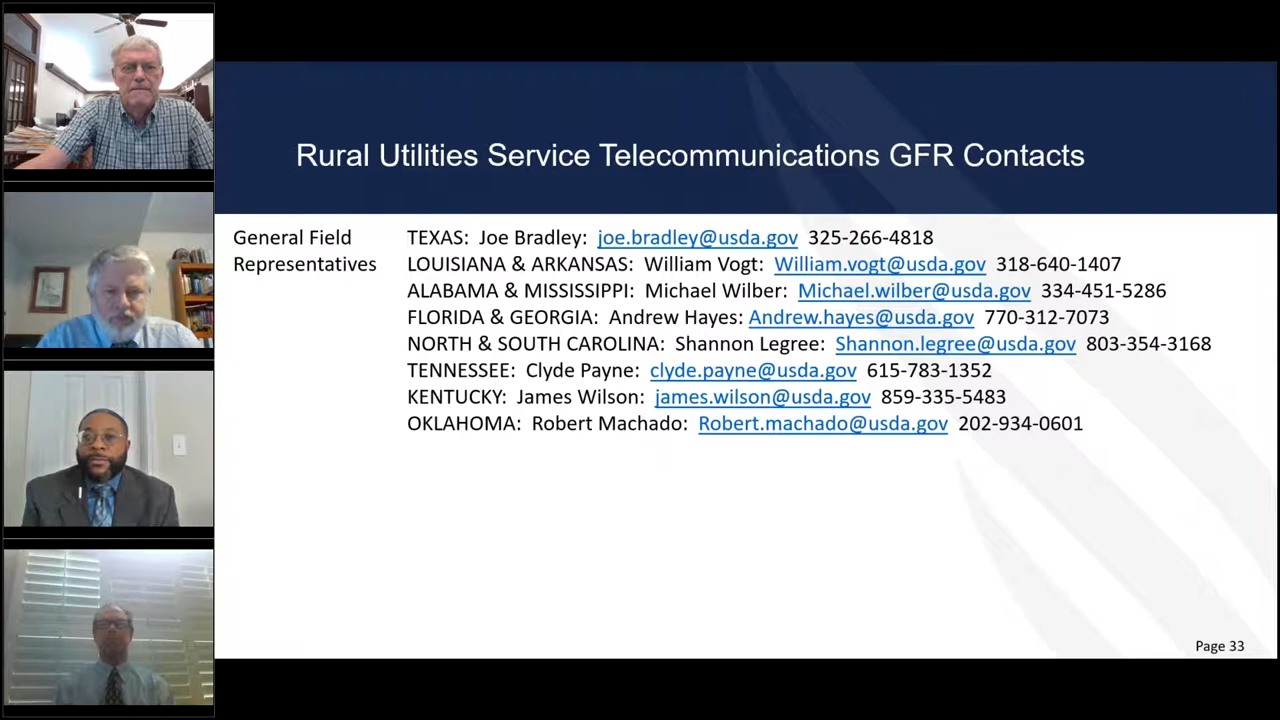 Rural Utilities Service Telecommunications GFR Contacts
General Field
Representatives
TEXAS: Joe Bradley: joe.bradley@usda.gov 325-266-4818
LOUISIANA & ARKANSAS: William Vogt: William.vogt@usda.gov 318-640-1407
ALABAMA & MISSISSIPPI: Michael Wilber: Michael.wilber@usda.gov 334-451-5286
FLORIDA & GEORGIA: Andrew Hayes: Andrew.hayes@usda.gov 770-312-7073
NORTH & SOUTH CAROLINA: Shannon Legree: Shannon.legree@usda.gov 803-354-3168
TENNESSEE: Clyde Payne: clyde.payne@usda.gov 615-783-1352
KENTUCKY: James Wilson: james.wilson@usda.gov 859-335-5483
OKLAHOMA: Robert Machado: Robert.machado@usda.gov 202-934-0601
Page 33